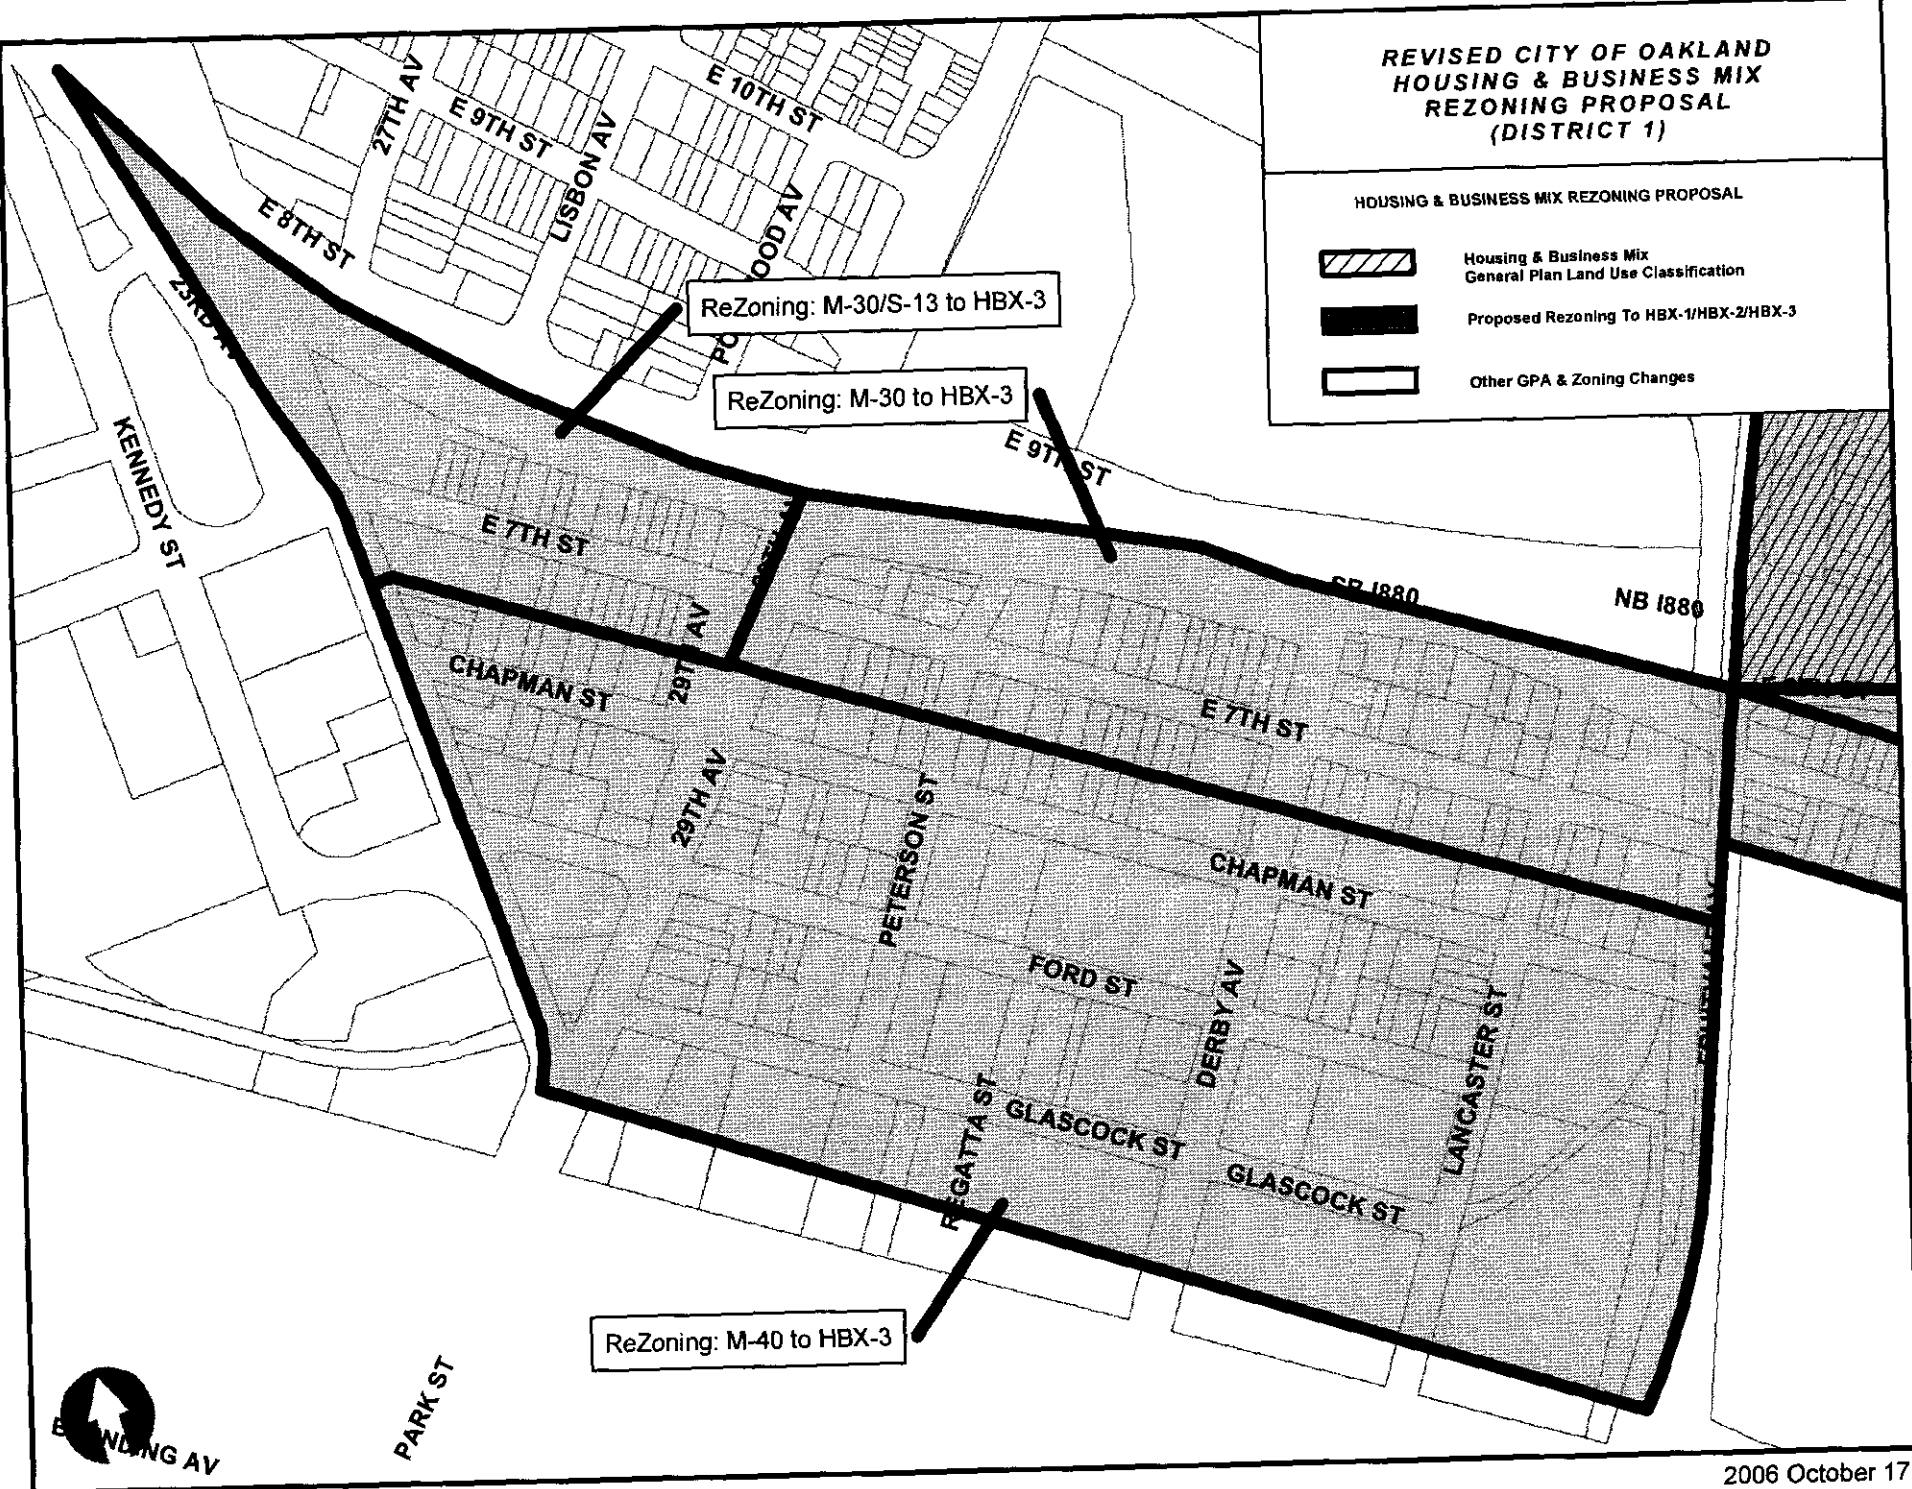 REVISED CITY OF OAKLAND
HOUSING & BUSINESS MIX
REZONING PROPOSAL
(DISTRICT 1)
HOUSING & BUSINESS MIX REZONING PROPOSAL
Housing & Business Mix
General Plan Land Use Classification
Proposed Rezoning To HBX-1/HBX-2/HBX-3
Other GPA & Zoning Changes
27TH AV
E 9TH ST
E 10TH ST
LISBON AV
E 8TH ST
23RD AV
ReZoning: M-30/S-13 to HBX-3
ReZoning: M-30 to HBX-3
E 9TH ST
KENNEDY ST
E 7TH ST
SB I880
NB I880
29TH AV
CHAPMAN ST
E 7TH ST
29TH AV
PETERSON ST
CHAPMAN ST
FORD ST
DERBY AV
LANCASTER ST
REGATTA ST
GLASCOCK ST
GLASCOCK ST
ReZoning: M-40 to HBX-3
PARK ST
AV
2006 October 17